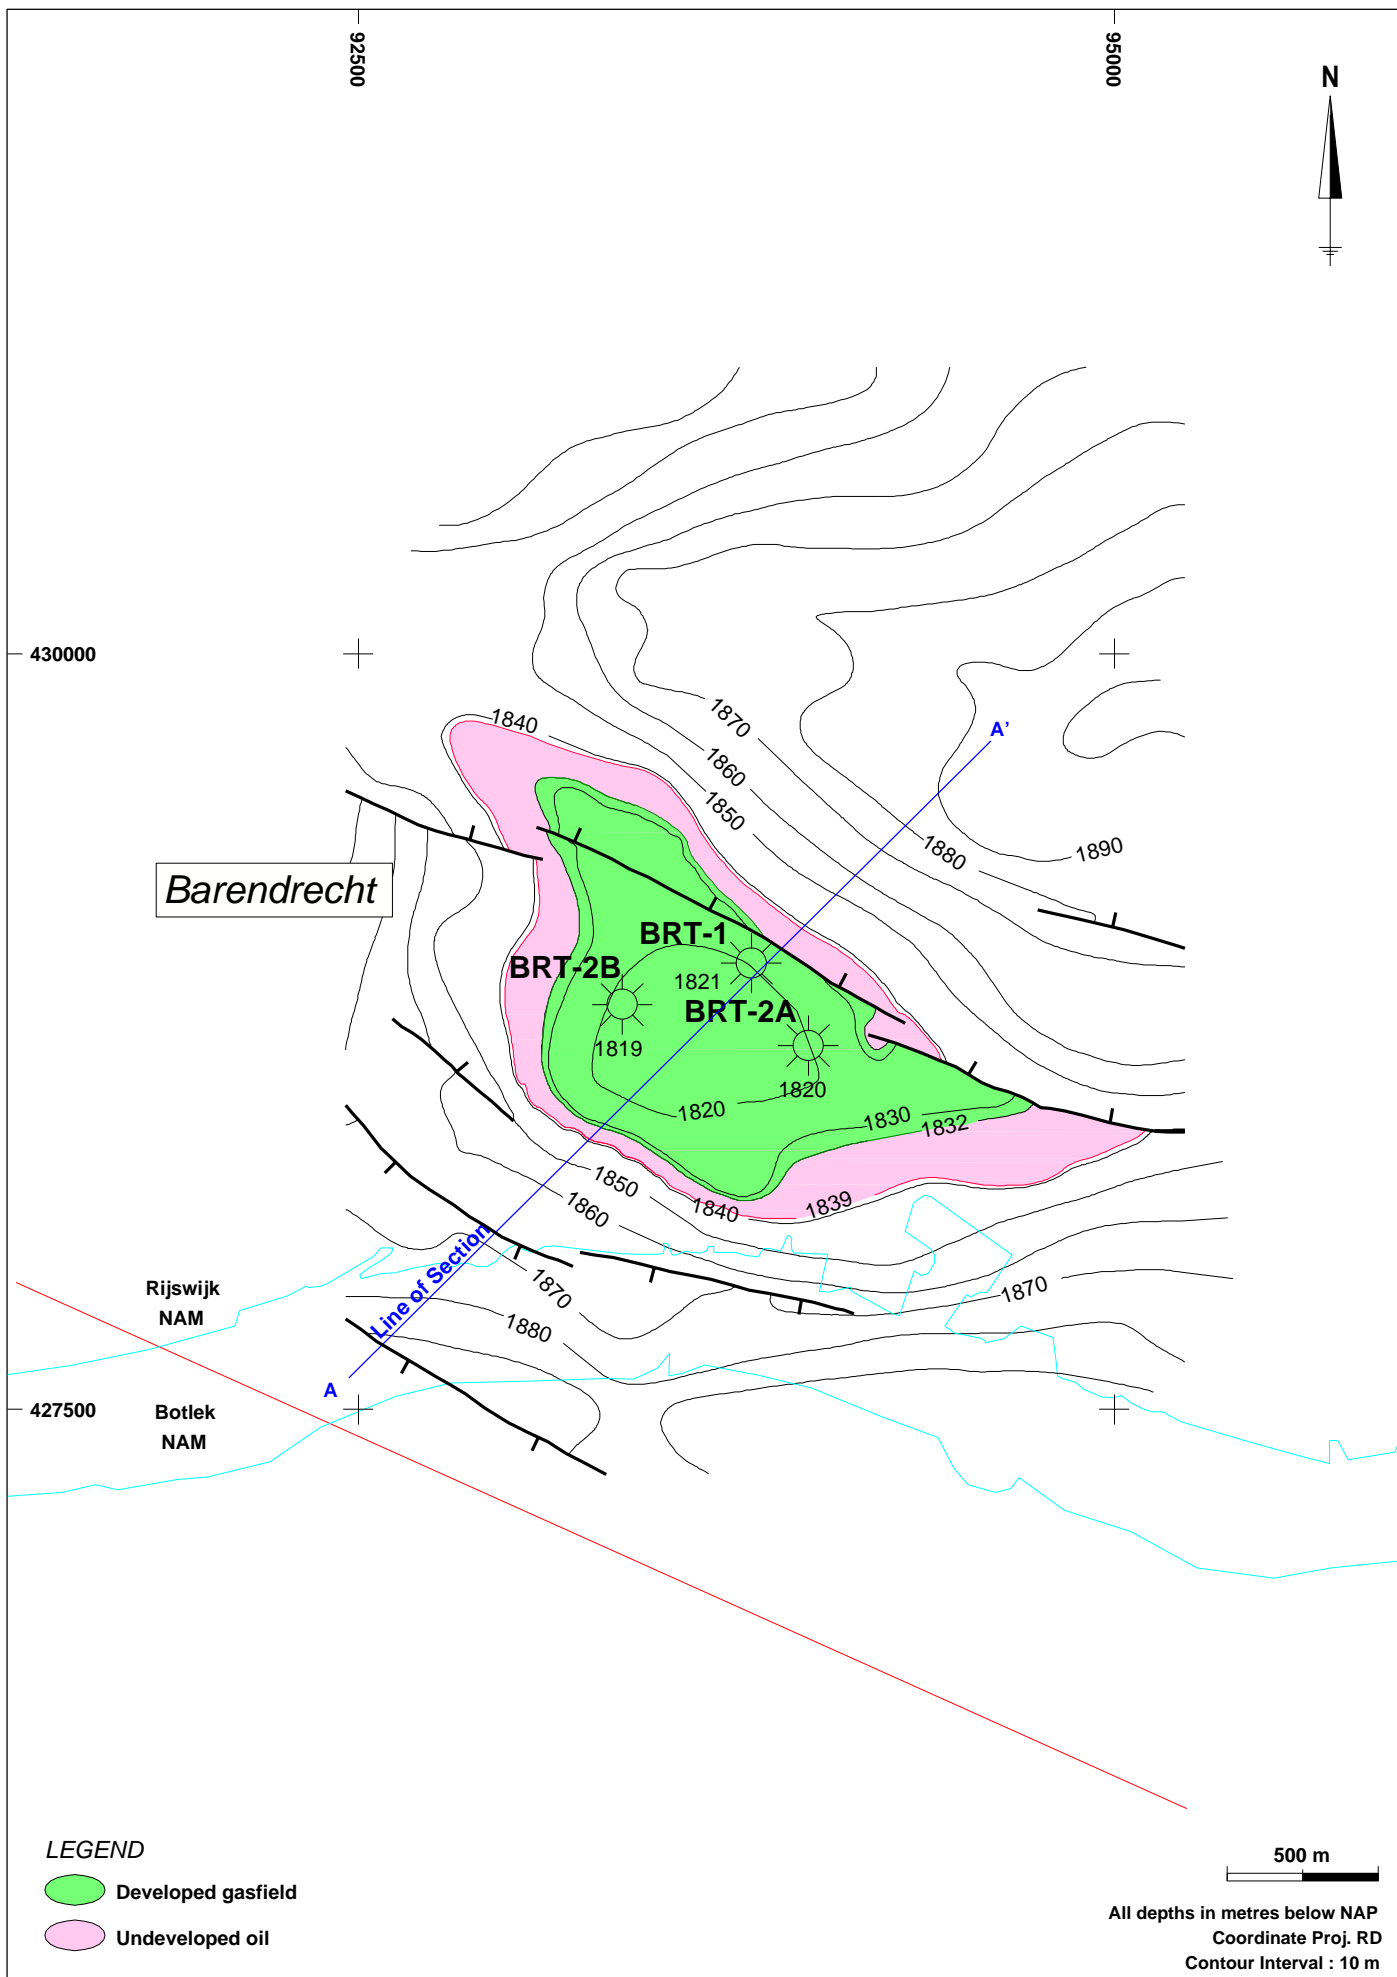 92500
95000
N
430000
1840
1870
1860
1850
A'
1880
1890
Barendrecht
BRT-1
BRT-2B
1821
BRT-2A
1819
1820
1820
1830
1832
1850
1860
1840
1839
Line of Section
1870
1870
1880
Rijswijk
NAM
A
427500
Botlek
NAM
LEGEND
Developed gasfield
Undeveloped oil
500 m
All depths in metres below NAP
Coordinate Proj. RD
Contour Interval : 10 m